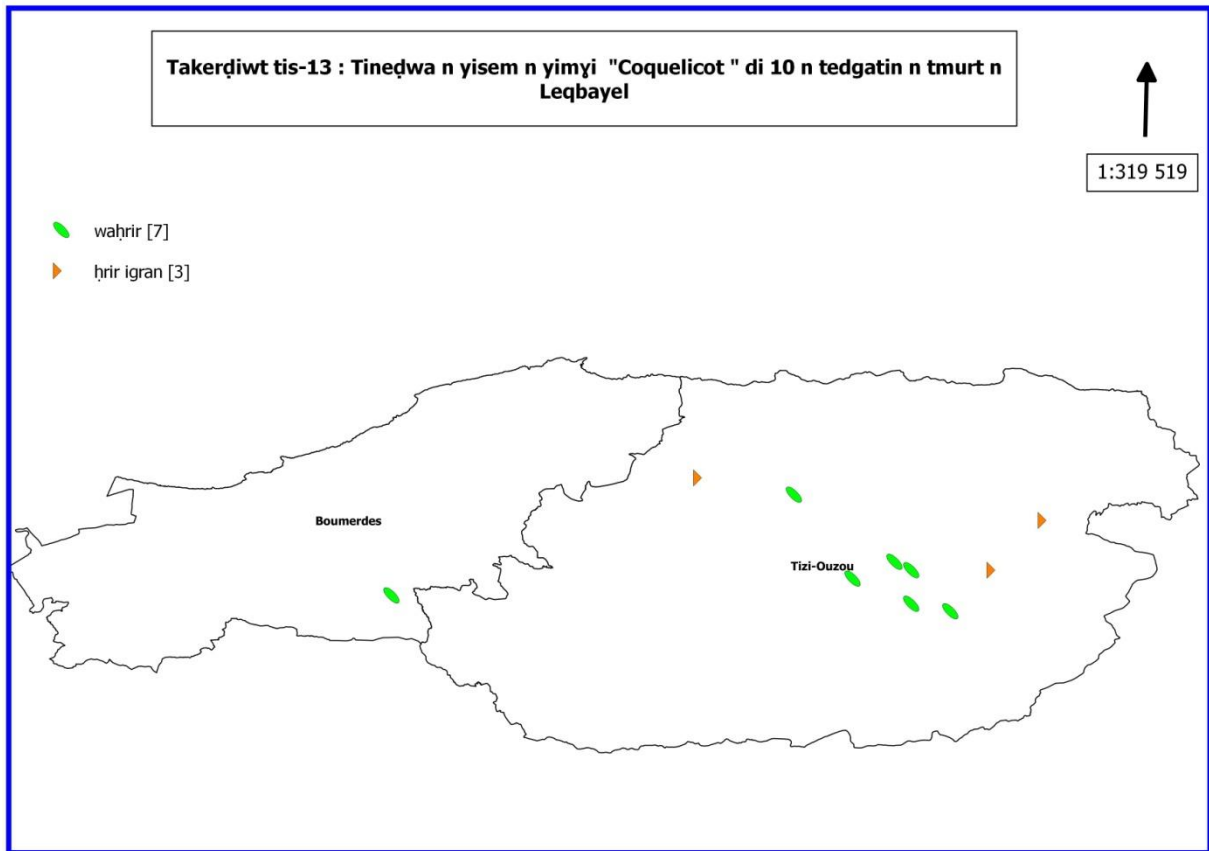 Takerḍiwt tis-13 : Tineḍwa n yisem n yimɣi "Coquelicot " di 10 n tedgatin n tmurt n
Leqbayel
1:319 519
waḥrir [7]
ḥrir igran [3]
Boumerdes
Tizi-Ouzou